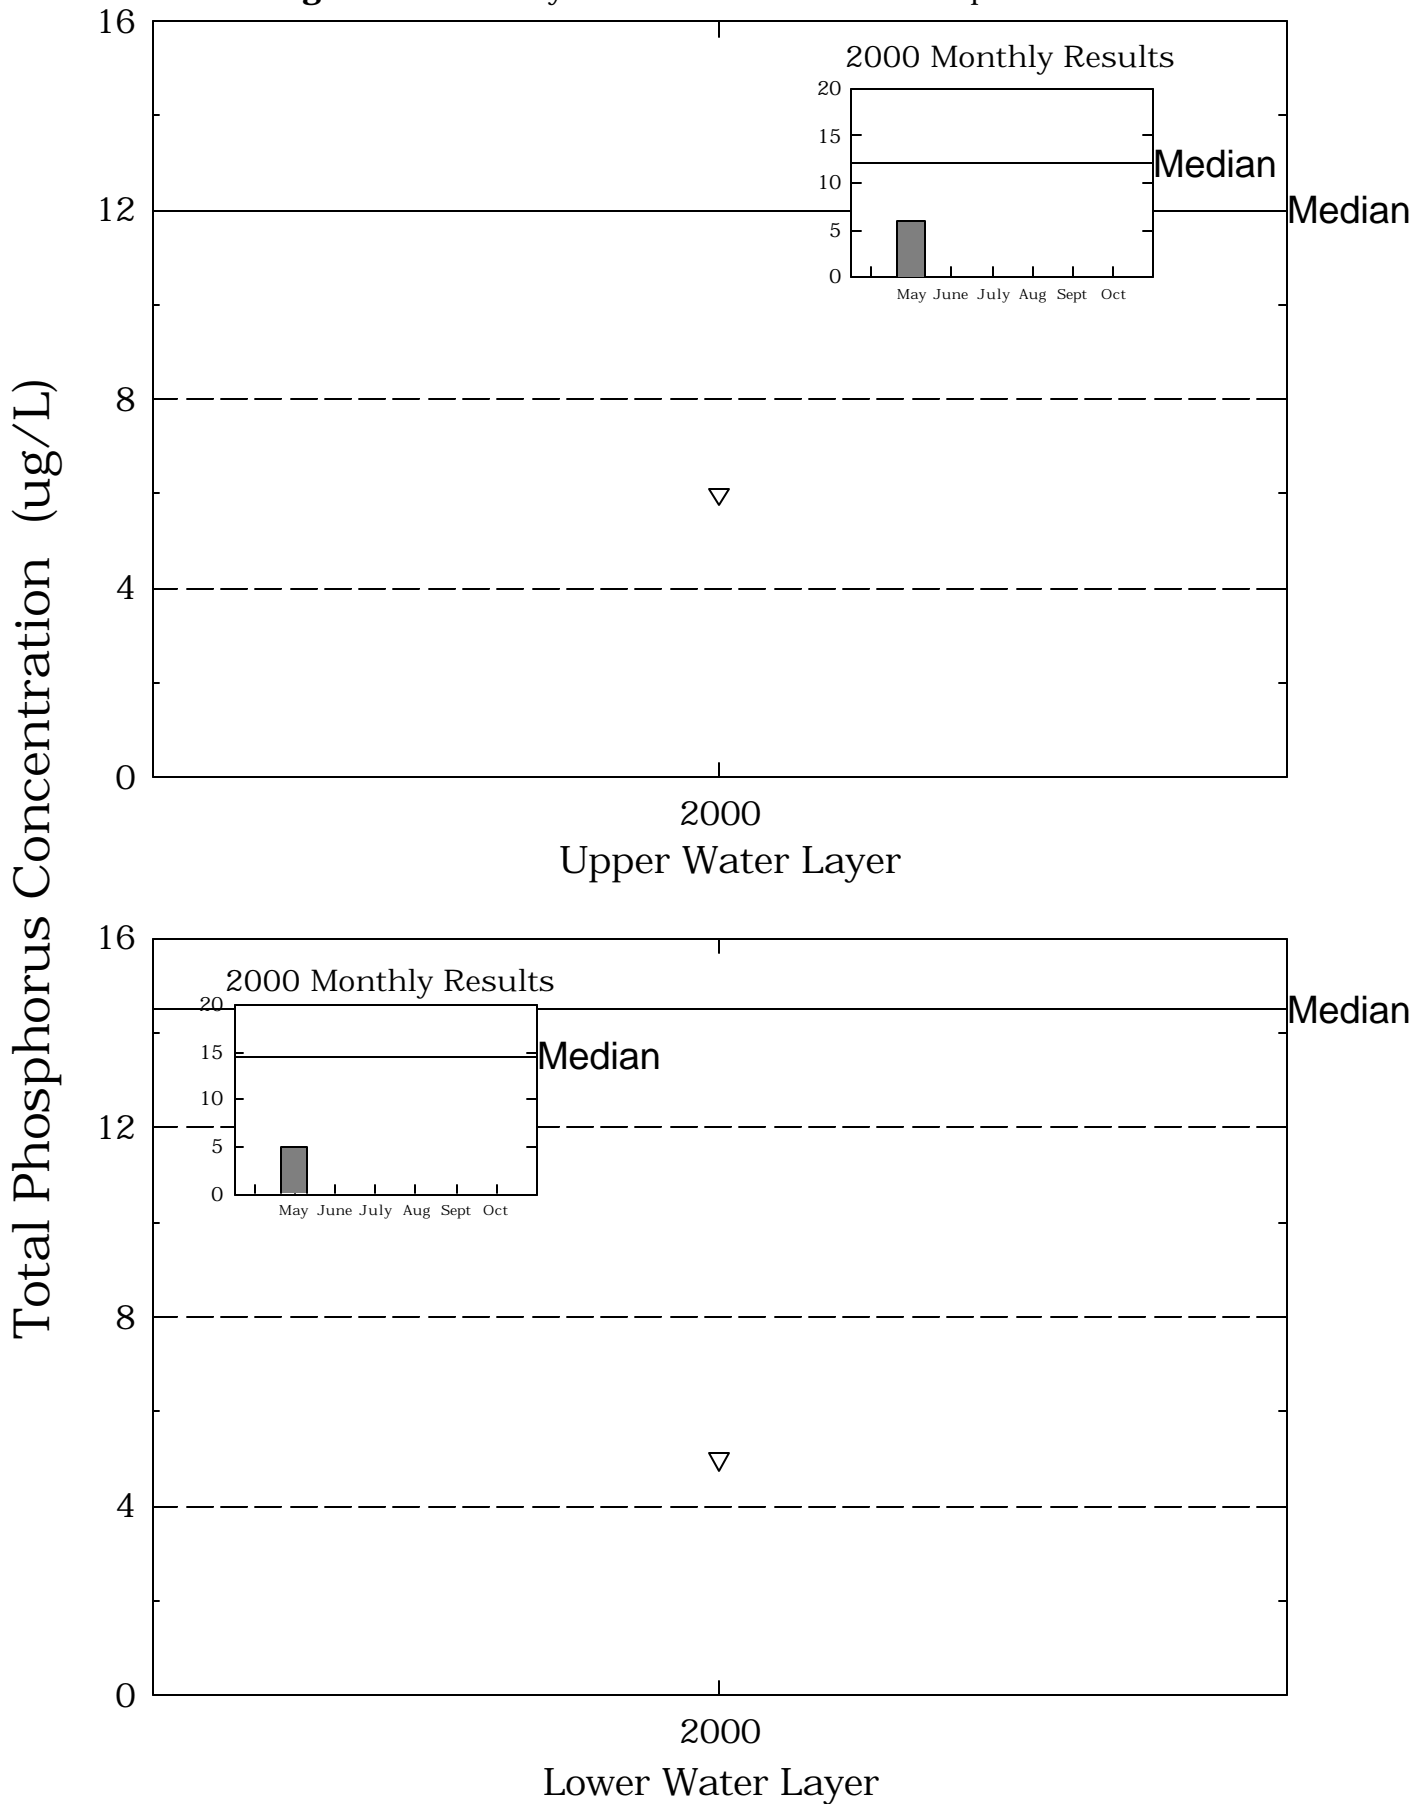 16
2000 Monthly Results
20
15
Median
10
12
Median
5
0
May June July Aug Sept Oct
8
4
0
2000
Upper Water Layer
Total Phosphorus Concentration (ug/L)
16
2000 Monthly Results
20
Median
15
Median
10
12
5
0
May June July Aug Sept Oct
8
4
0
2000
Lower Water Layer